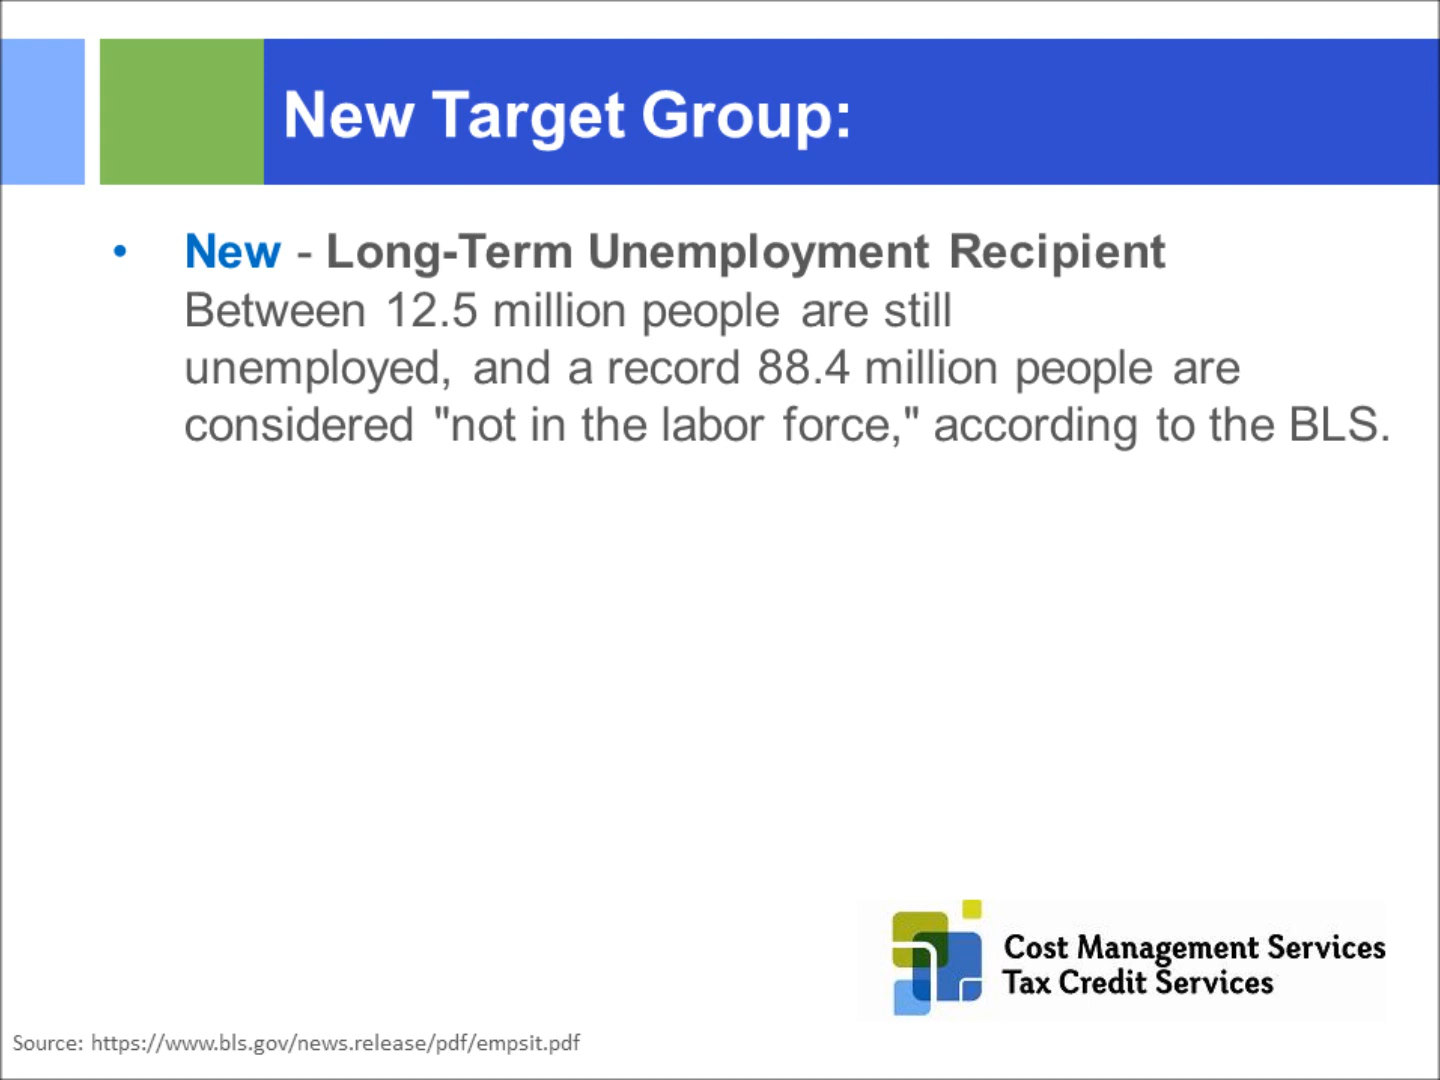 New Target Group:
• New - Long-Term Unemployment Recipient
Between 12.5 million people are still
unemployed, and a record 88.4 million people are
considered "not in the labor force," according to the BLS.
Cost Management Services
Tax Credit Services
Source: https://www.bls.gov/news.release/pdf/empsit.pdf